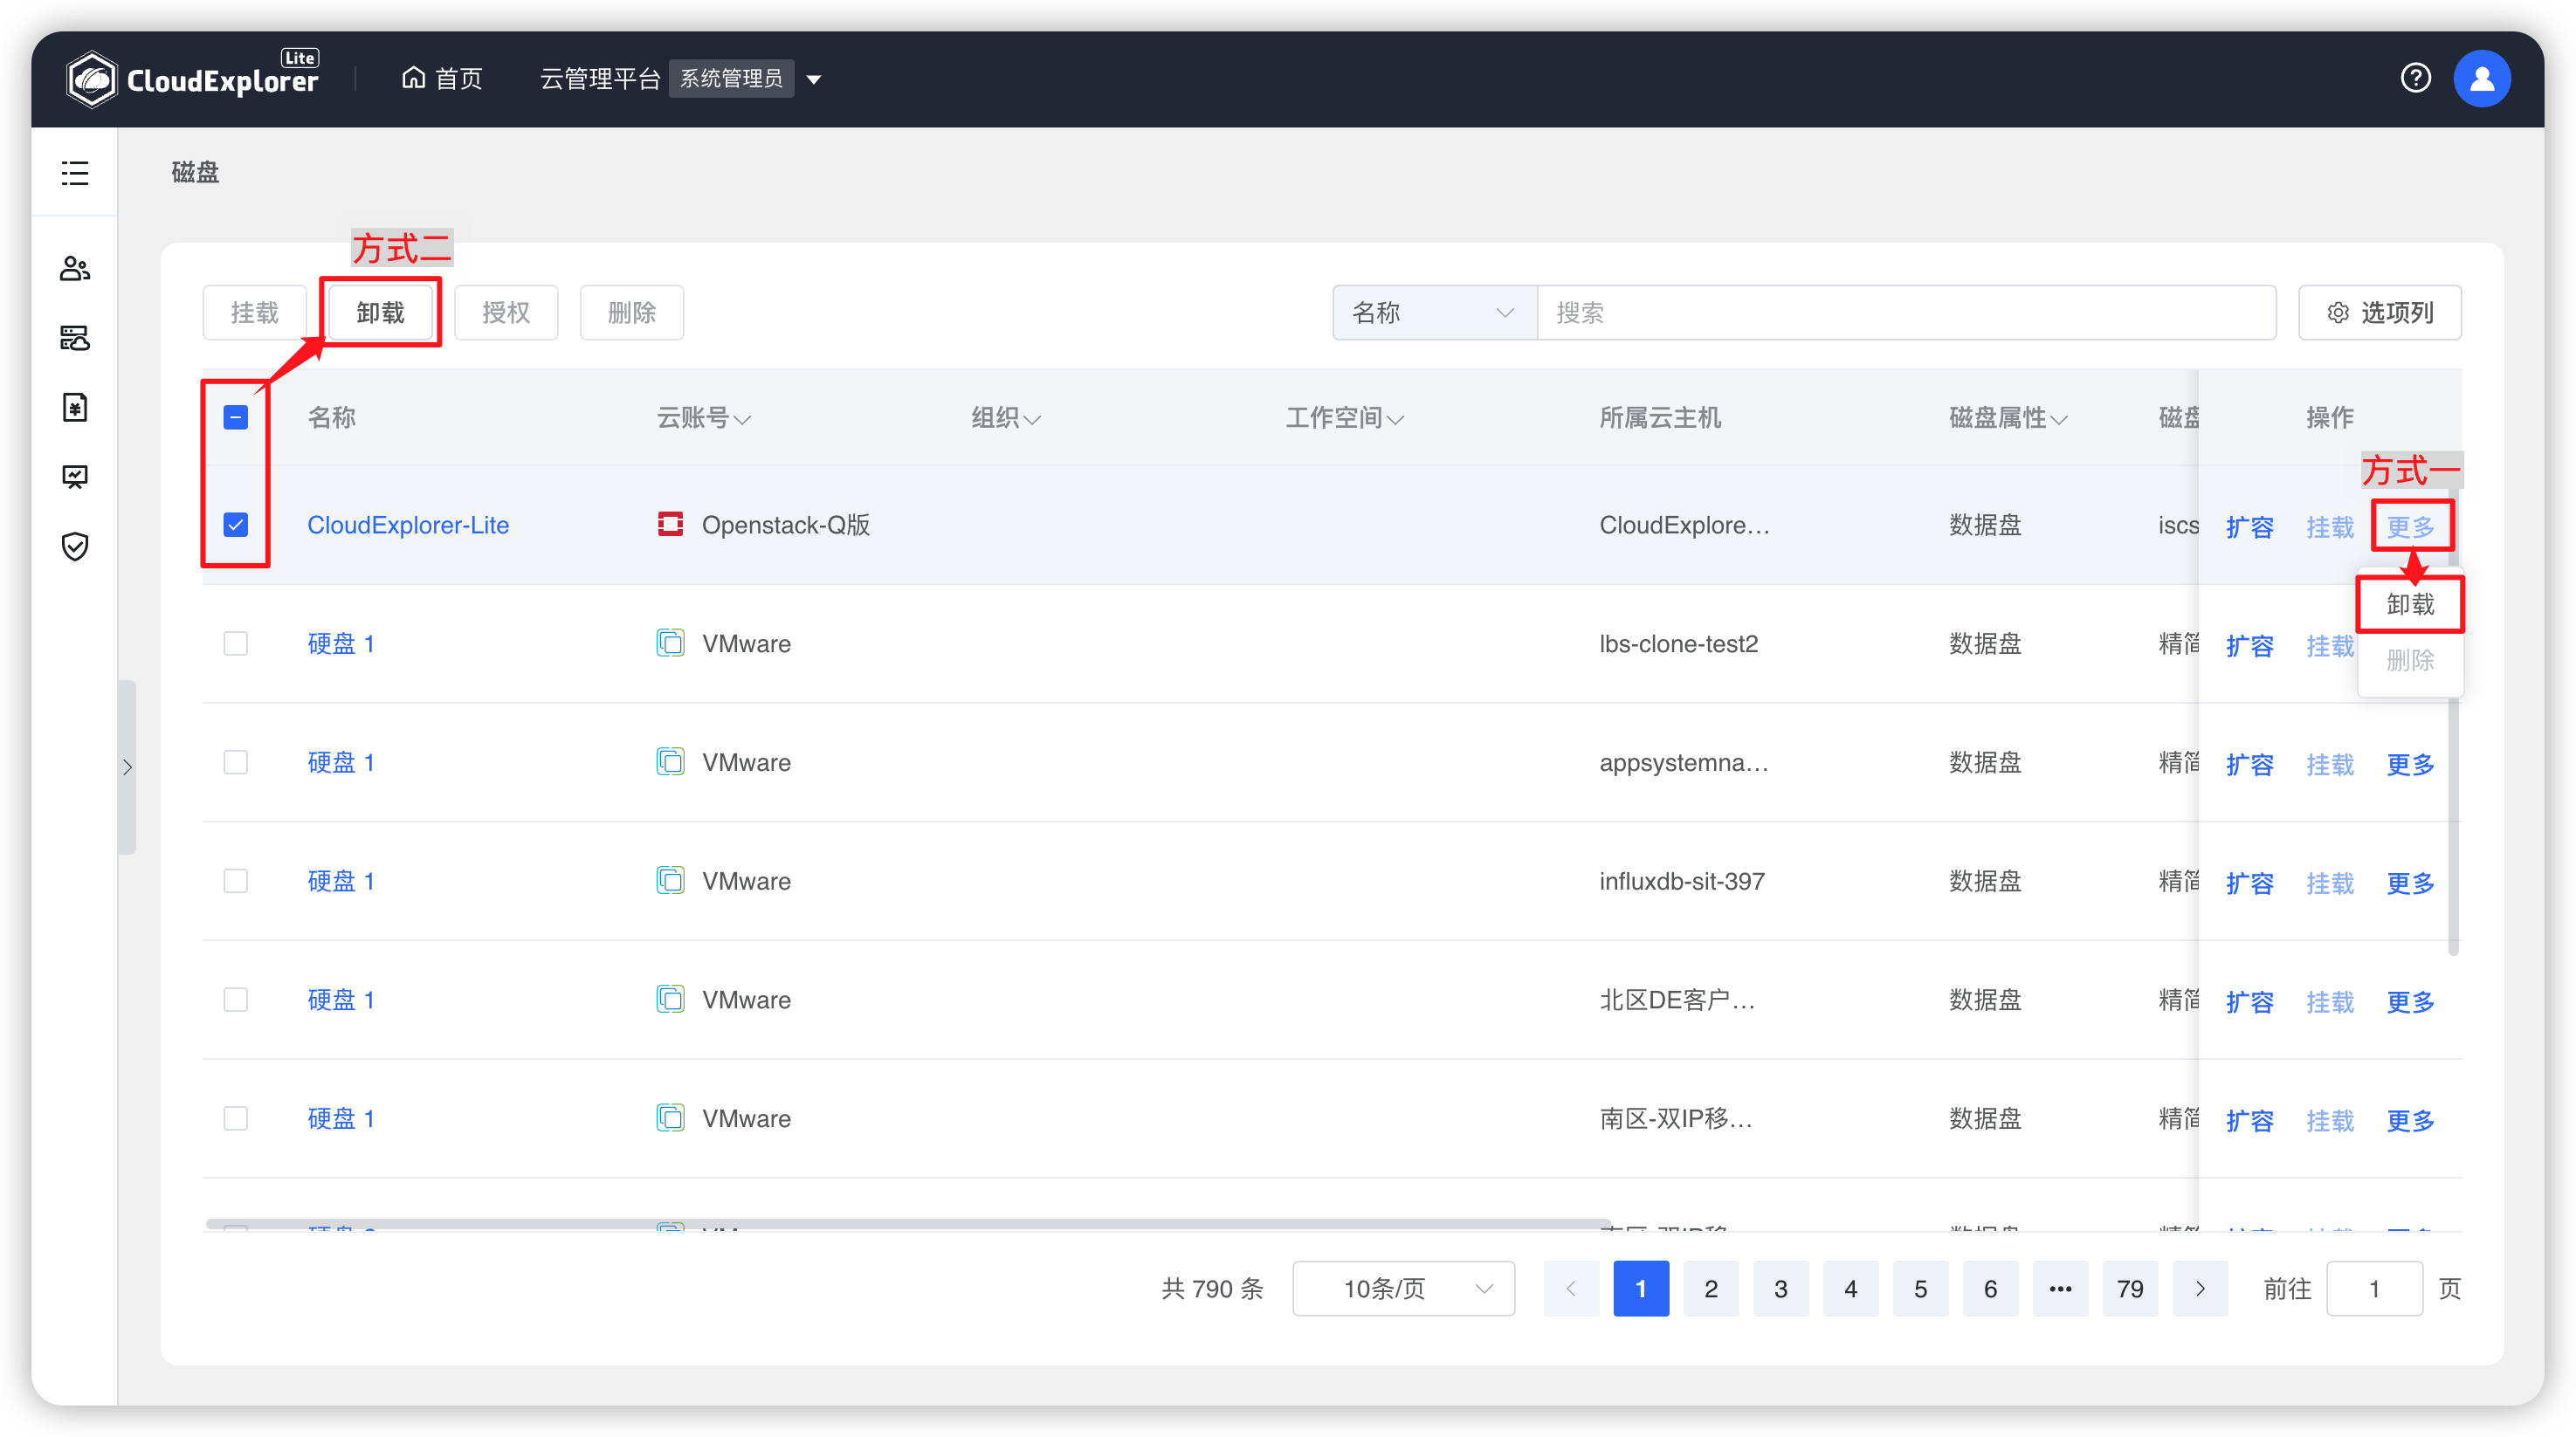 CloudExplorer Lite
首页
云管理平台 系统管理员
磁盘
方式二
挂载 卸载 授权 删除
名称 搜索 选项列
名称 云账号 组织 工作空间 所属云主机 磁盘属性 磁盘 操作
方式一
CloudExplorer-Lite Openstack-Q版 CloudExplore... 数据盘 iscs 扩容 挂载 更多
卸载
硬盘 1 VMware lbs-clone-test2 数据盘 精简 扩容 挂载
删除
硬盘 1 VMware appsystemna... 数据盘 精简 扩容 挂载 更多
硬盘 1 VMware influxdb-sit-397 数据盘 精简 扩容 挂载 更多
硬盘 1 VMware 北区DE客户... 数据盘 精简 扩容 挂载 更多
硬盘 1 VMware 南区-双IP移... 数据盘 精简 扩容 挂载 更多
共 790 条 10条/页 1 2 3 4 5 6 ••• 79 前往 1 页